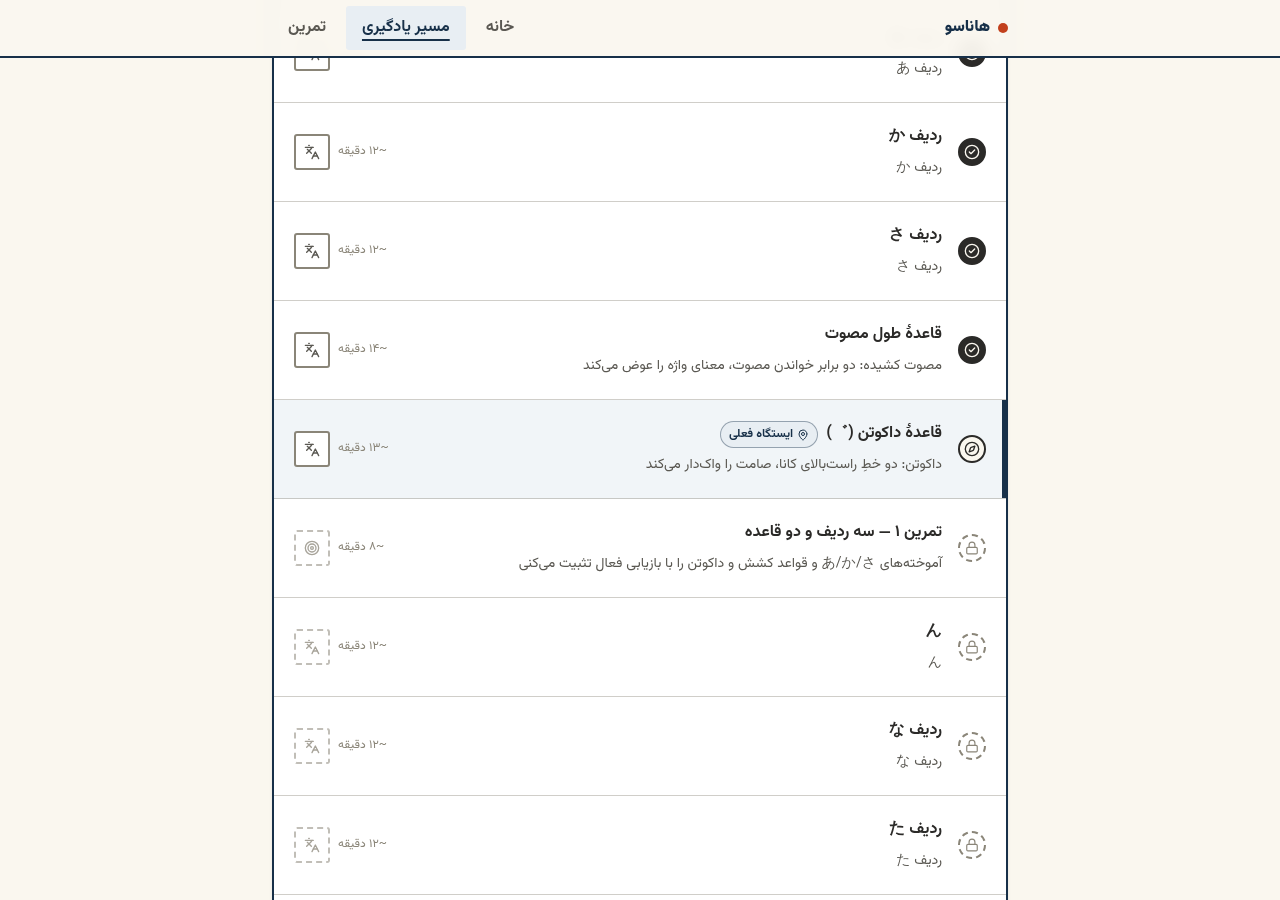 هاناسو
خانه
مسیر یادگیری
تمرین
ردیف あ
ردیف か
ردیف か
~۱۲ دقیقه
ردیف さ
ردیف さ
~۱۲ دقیقه
قاعدهٔ طول مصوت
مصوت کشیده: دو برابر خواندن مصوت، معنای واژه را عوض می‌کند
~۱۴ دقیقه
قاعدهٔ داکوتن (゛)
ایستگاه فعلی
داکوتن: دو خطِ راست‌بالای کانا، صامت را واک‌دار می‌کند
~۱۳ دقیقه
تمرین ۱ — سه ردیف و دو قاعده
آموخته‌های あ/か/さ و قواعد کشش و داکوتن را با بازیابی فعال تثبیت می‌کنی
~۸ دقیقه
ん
ん
~۱۲ دقیقه
ردیف な
ردیف な
~۱۲ دقیقه
ردیف た
ردیف た
~۱۲ دقیقه